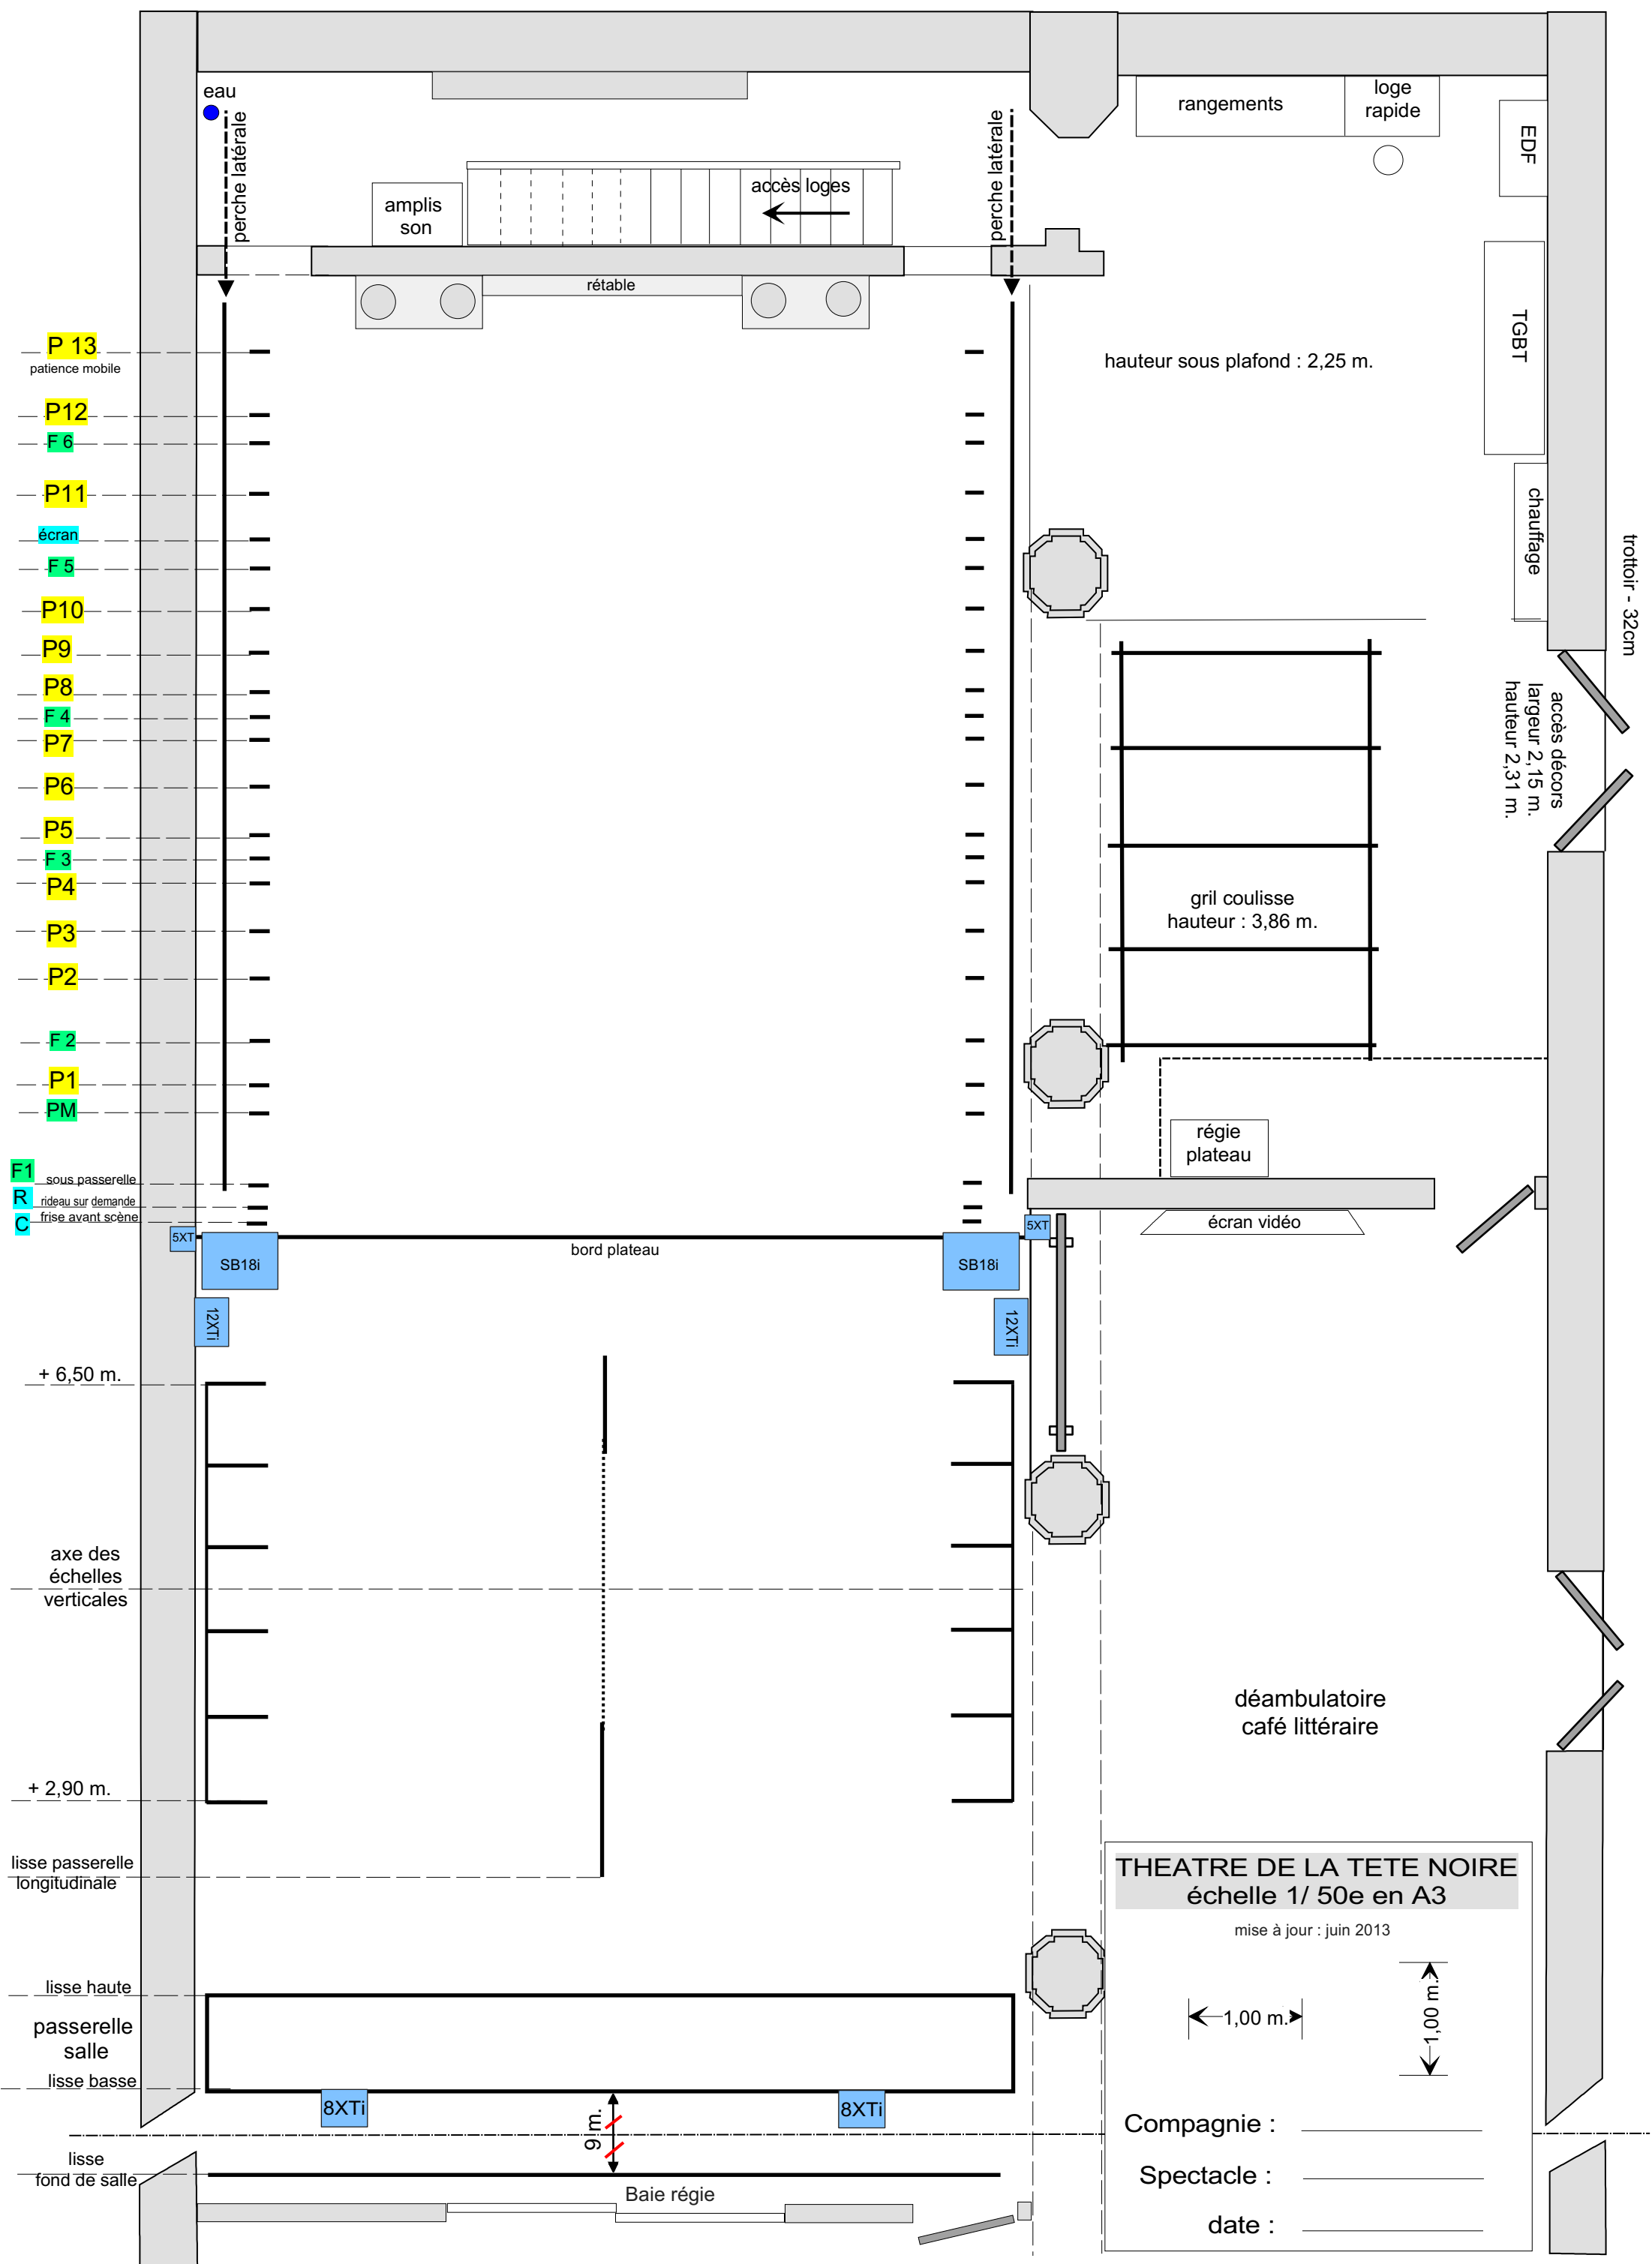 eau
perche latérale
perche latérale
amplis
son
accès loges
rétable
rangements
loge
rapide
EDF
TGBT
chauffage
hauteur sous plafond : 2,25 m.
trottoir - 32cm
accès décors
largeur 2,15 m.
hauteur 2,31 m.
gril coulisse
hauteur : 3,86 m.
régie
plateau
écran vidéo
P 13
patience mobile
P12
F 6
P11
écran
F 5
P10
P9
P8
F 4
P7
P6
P5
F 3
P4
P3
P2
F 2
P1
PM
F1 sous passerelle
R rideau sur demande
C frise avant scène
5XT
5XT
SB18i
SB18i
bord plateau
12XTi
12XTi
+ 6,50 m.
axe des
échelles
verticales
+ 2,90 m.
lisse passerelle
longitudinale
déambulatoire
café littéraire
lisse haute
passerelle
salle
lisse basse
8XTi
8XTi
9 m.
lisse
fond de salle
Baie régie
THEATRE DE LA TETE NOIRE
échelle 1/ 50e en A3
mise à jour : juin 2013
1,00 m.
1,00 m.
Compagnie :
Spectacle :
date :